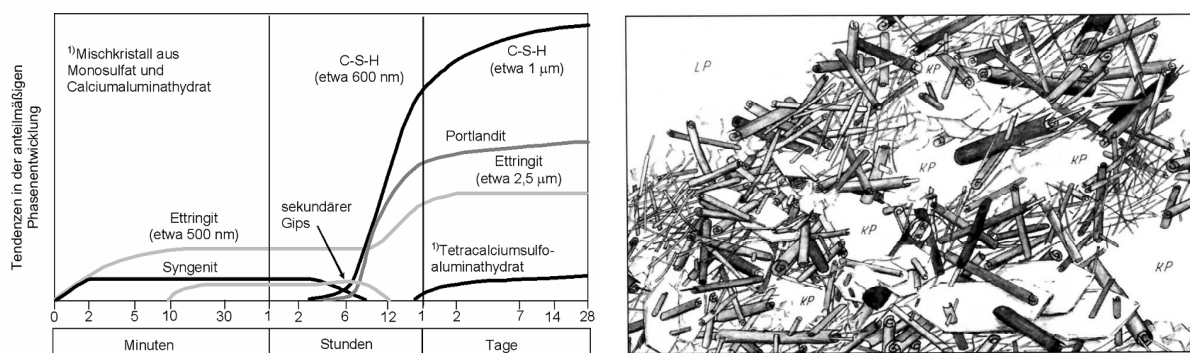 Tendenzen in der anteilmäßigen
Phasenentwicklung
1)Mischkristall aus
Monosulfat und
Calciumaluminathydrat
C-S-H
(etwa 600 nm)
C-S-H
(etwa 1 µm)
Portlandit
Ettringit
(etwa 2,5 µm)
sekundärer
Gips
Ettringit
(etwa 500 nm)
Syngenit
1)Tetracalciumsulfo-
aluminathydrat
0 2 5 10 30 1 2 6 12 1 2 7 14 28
Minuten Stunden Tage
LP
KP
KP
KP
KP
KP
KP
KP